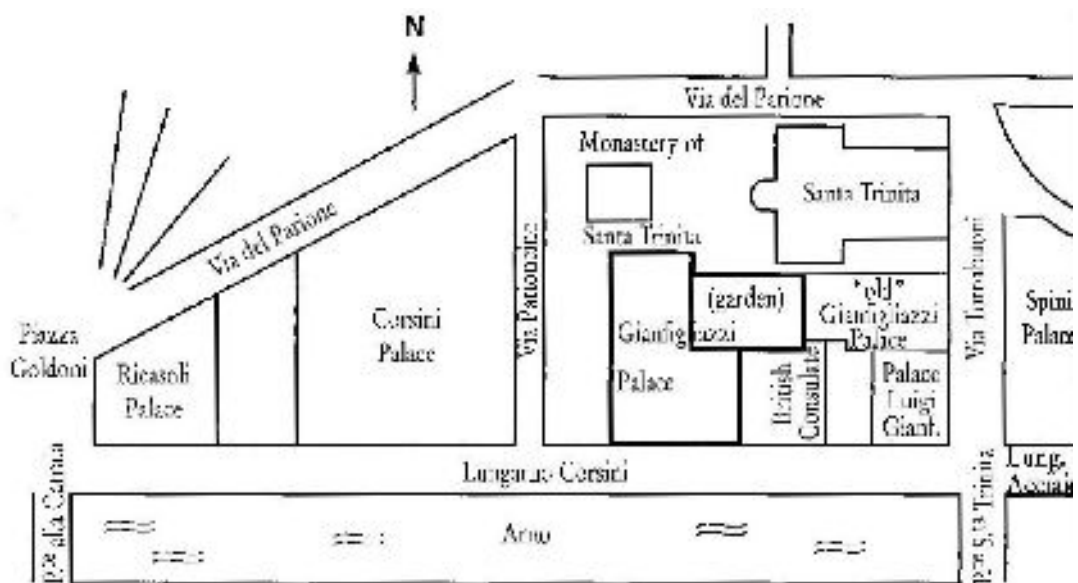 N
Via del Parione
Monastery of
Santa Trinita
Santa Trinita
Via del Parione
Via Parioncino
Via Tornabuoni
(garden)
"old"
Gianfigliazzi
Palace
Gianfigliazzi
Palace
Spini
Palace
Corsini
Palace
Piazza
Goldoni
Ricasoli
Palace
British
Consulate
Palace
Luigi
Gianf.
Lungarno Corsini
Lung.
Arno
alla
Trinita